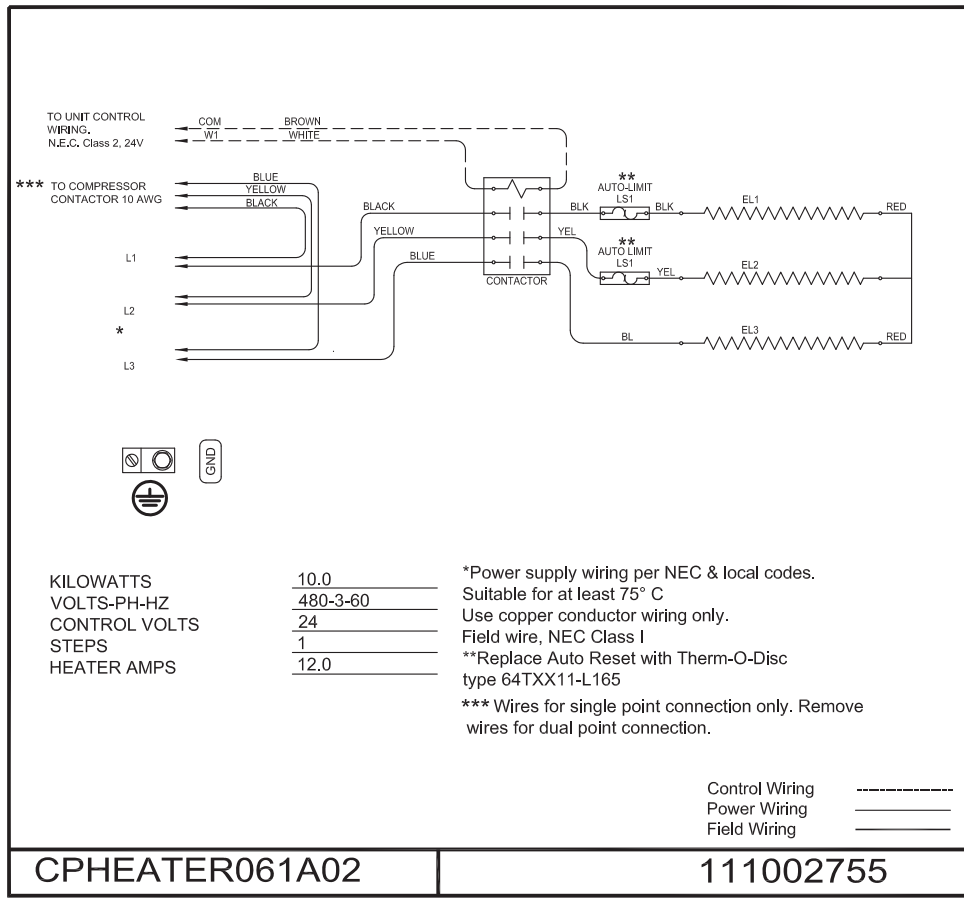 TO UNIT CONTROL
WIRING.
N.E.C. Class 2, 24V
COM
BROWN
W1
WHITE
*** TO COMPRESSOR
CONTACTOR 10 AWG
BLUE
YELLOW
BLACK
BLACK
YELLOW
BLUE
CONTACTOR
BLK
**
AUTO-LIMIT
LS1
BLK
EL1
RED
YEL
**
AUTO LIMIT
LS1
YEL
EL2
BL
EL3
RED
L1
L2
*
L3
GND
KILOWATTS 10.0
VOLTS-PH-HZ 480-3-60
CONTROL VOLTS 24
STEPS 1
HEATER AMPS 12.0
*Power supply wiring per NEC & local codes.
Suitable for at least 75° C
Use copper conductor wiring only.
Field wire, NEC Class I
**Replace Auto Reset with Therm-O-Disc
type 64TXX11-L165
*** Wires for single point connection only. Remove
wires for dual point connection.
Control Wiring
Power Wiring
Field Wiring
CPHEATER061A02
111002755